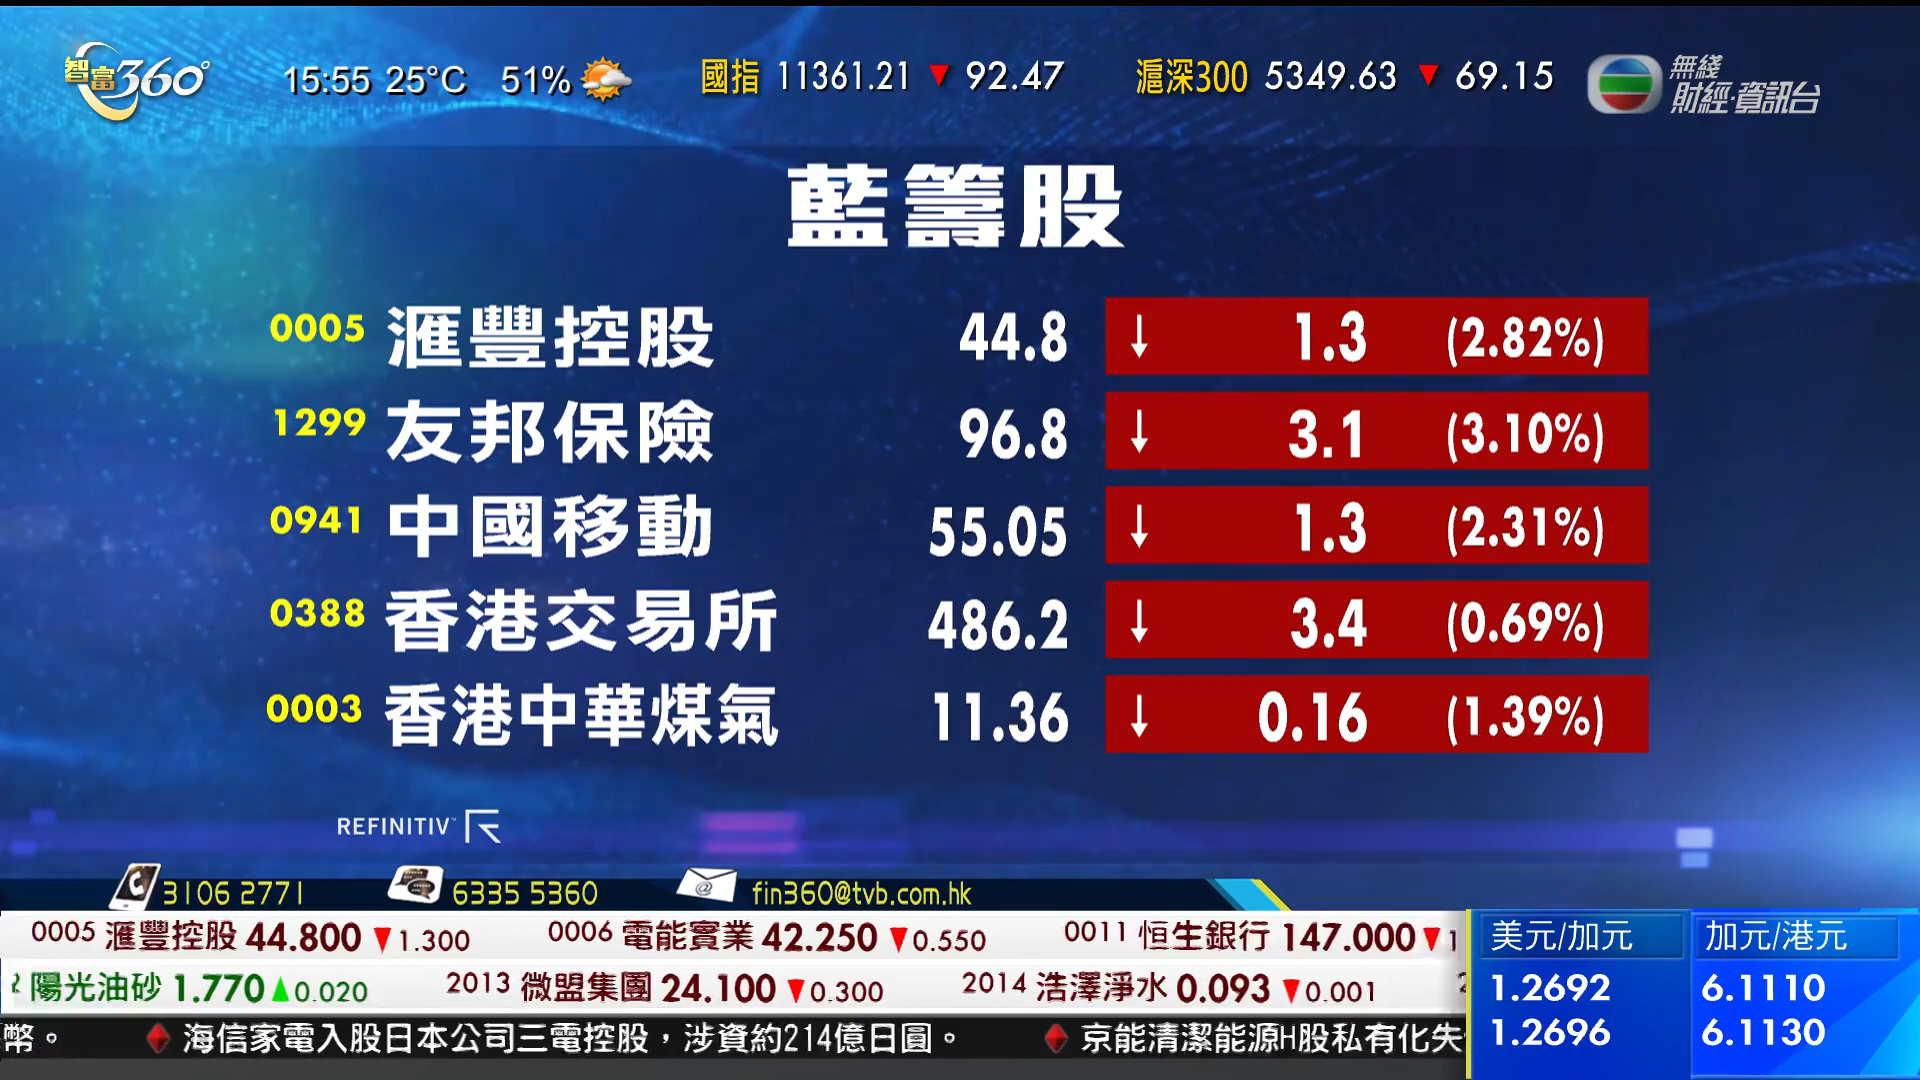 智富360°
15:55 25°C 51%
國指 11361.21 ▼ 92.47
滬深300 5349.63 ▼ 69.15
無綫
財經·資訊台
藍籌股
0005 滙豐控股 44.8 ↓ 1.3 (2.82%)
1299 友邦保險 96.8 ↓ 3.1 (3.10%)
0941 中國移動 55.05 ↓ 1.3 (2.31%)
0388 香港交易所 486.2 ↓ 3.4 (0.69%)
0003 香港中華煤氣 11.36 ↓ 0.16 (1.39%)
REFINITIV
3106 2771 6335 5360 fin360@tvb.com.hk
0005 滙豐控股 44.800 ▼1.300 0006 電能實業 42.250 ▼0.550 0011 恒生銀行 147.000 ▼1
2 陽光油砂 1.770 ▲0.020 2013 微盟集團 24.100 ▼0.300 2014 浩澤淨水 0.093 ▼0.001
幣。 海信家電入股日本公司三電控股，涉資約214億日圓。 京能清潔能源H股私有化失
美元/加元
1.2692
1.2696
加元/港元
6.1110
6.1130